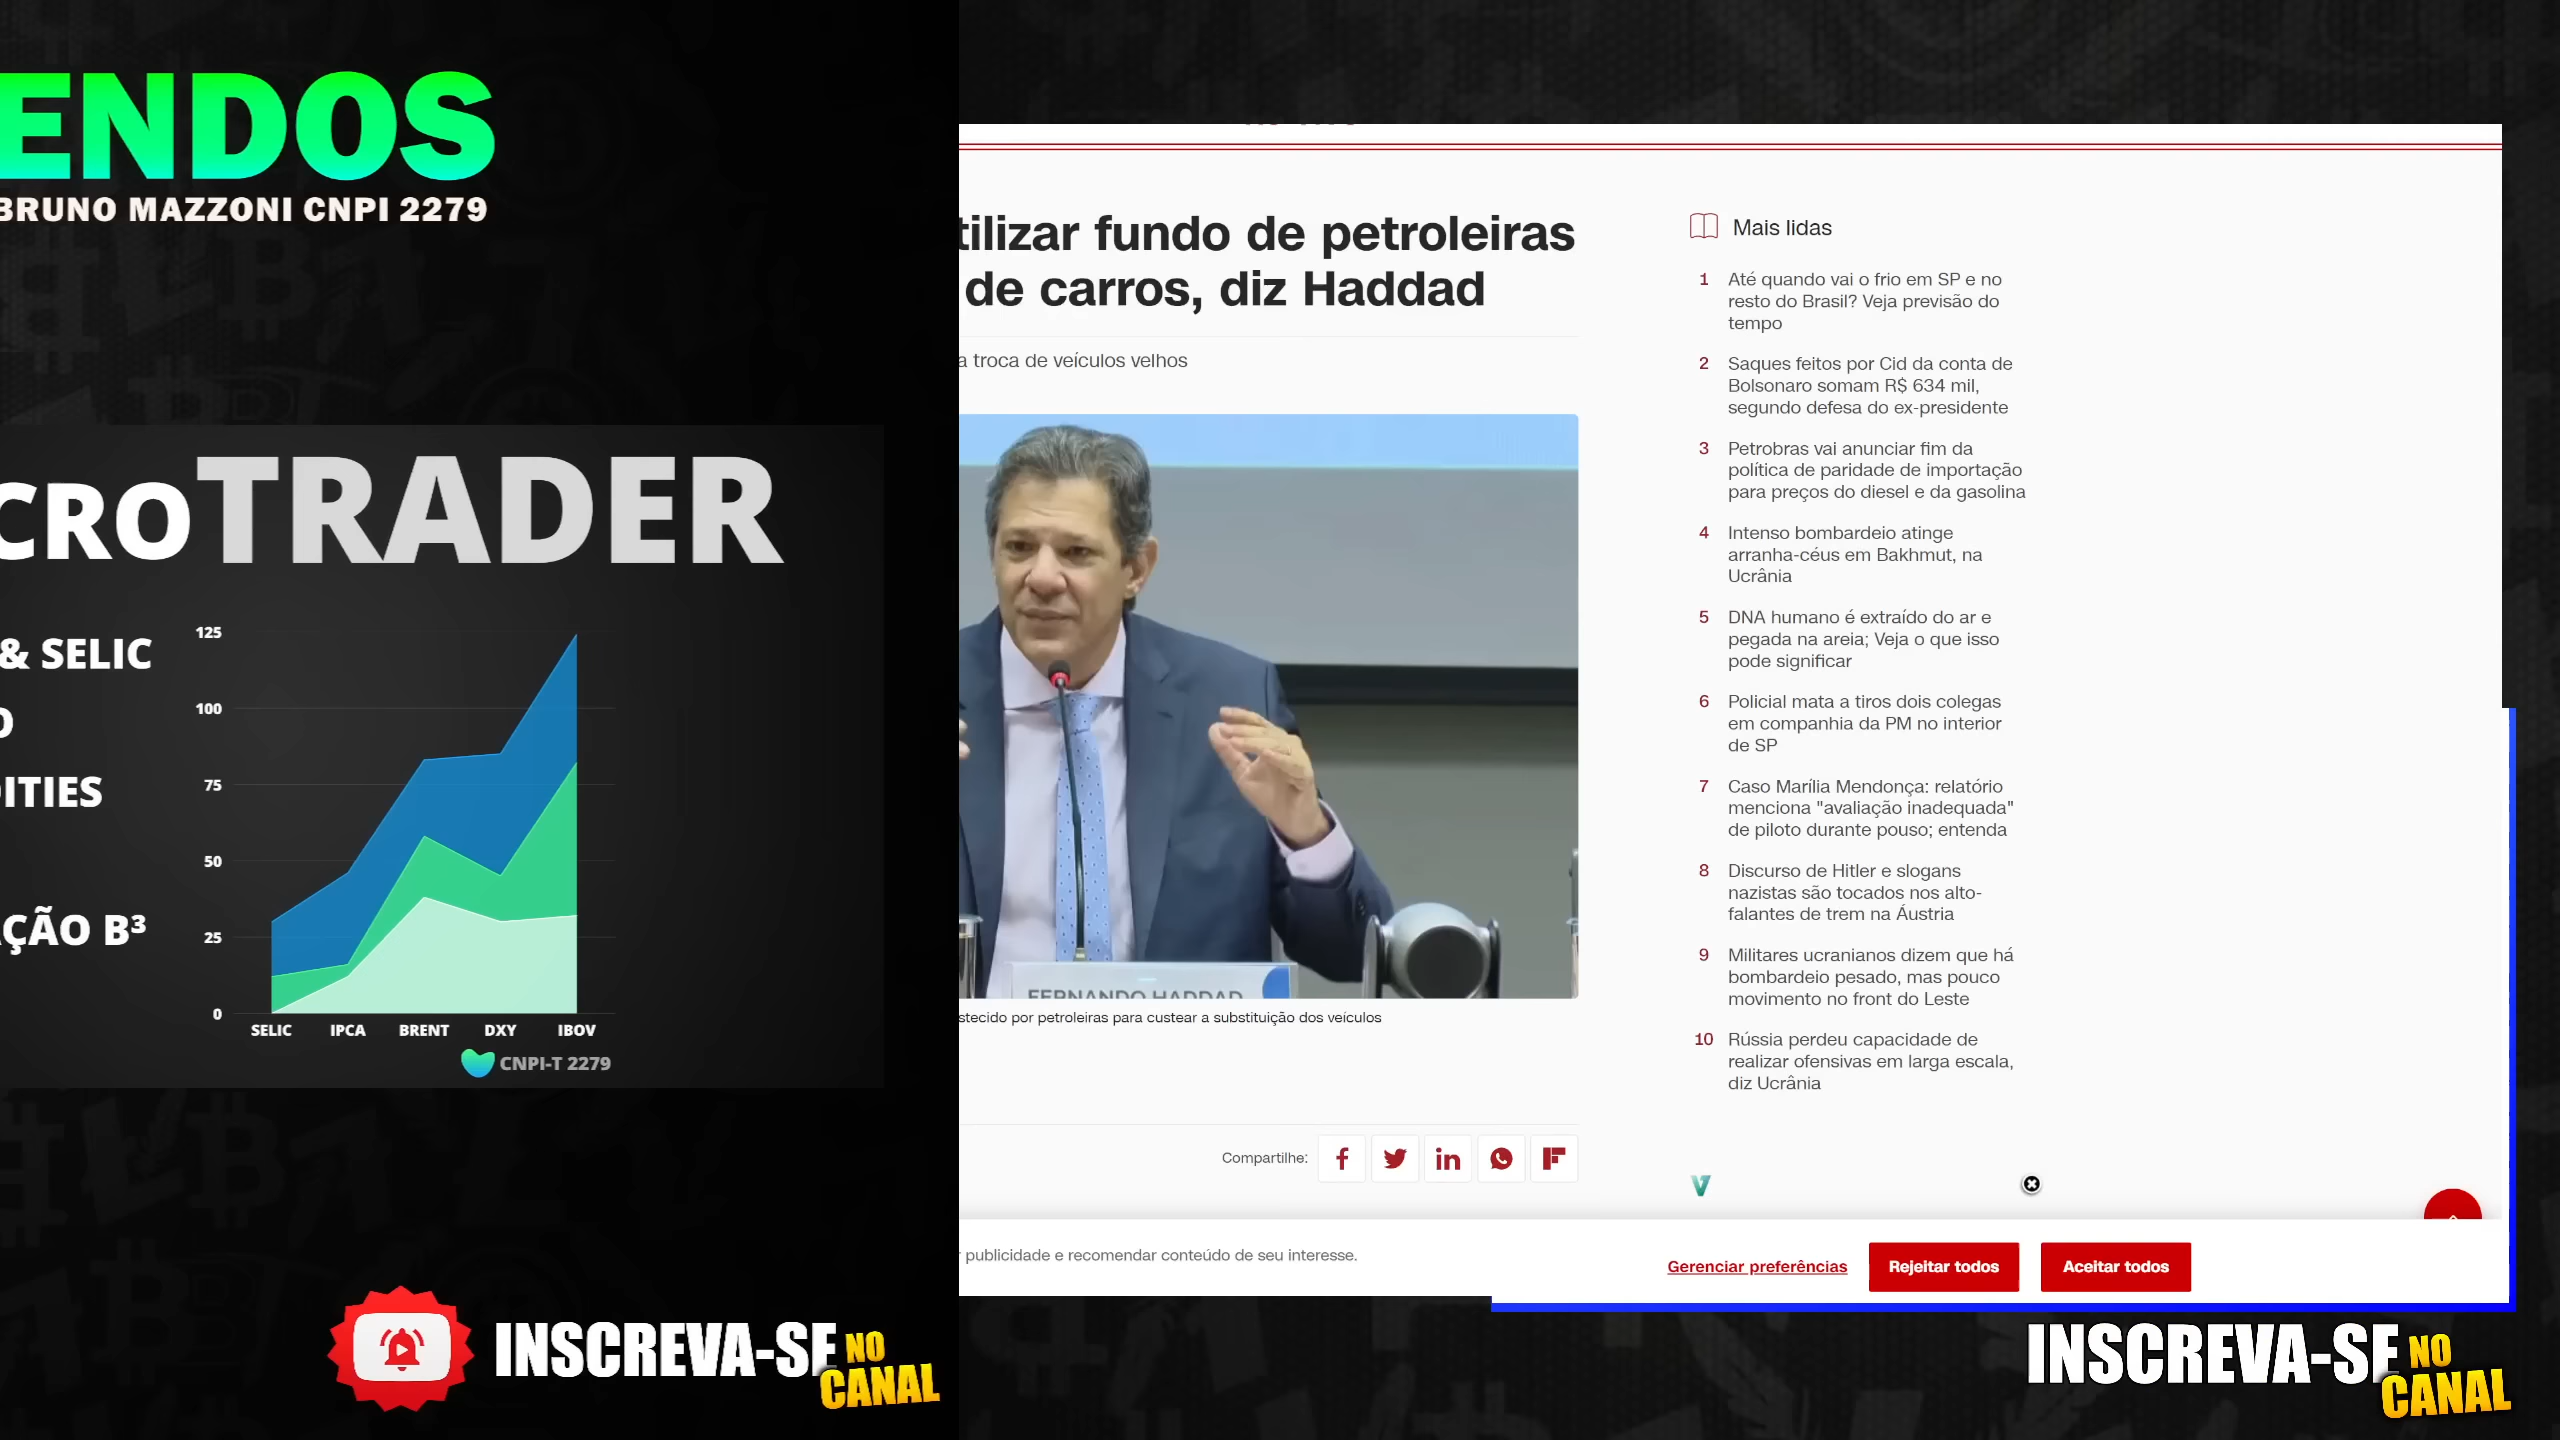 ENDOS
BRUNO MAZZONI CNPI 2279
CROTRADER
& SELIC
O
DITIES
AÇÃO B³
125
100
75
50
25
0
SELIC IPCA BRENT DXY IBOV
CNPI-T 2279
INSCREVA-SE NO
CANAL
tilizar fundo de petroleiras
de carros, diz Haddad
a troca de veículos velhos
FERNANDO HADDAD
stecido por petroleiras para custear a substituição dos veículos
Compartilhe:
Mais lidas
1 Até quando vai o frio em SP e no
resto do Brasil? Veja previsão do
tempo
2 Saques feitos por Cid da conta de
Bolsonaro somam R$ 634 mil,
segundo defesa do ex-presidente
3 Petrobras vai anunciar fim da
política de paridade de importação
para preços do diesel e da gasolina
4 Intenso bombardeio atinge
arranha-céus em Bakhmut, na
Ucrânia
5 DNA humano é extraído do ar e
pegada na areia; Veja o que isso
pode significar
6 Policial mata a tiros dois colegas
em companhia da PM no interior
de SP
7 Caso Marília Mendonça: relatório
menciona "avaliação inadequada"
de piloto durante pouso; entenda
8 Discurso de Hitler e slogans
nazistas são tocados nos alto-
falantes de trem na Áustria
9 Militares ucranianos dizem que há
bombardeio pesado, mas pouco
movimento no front do Leste
10 Rússia perdeu capacidade de
realizar ofensivas em larga escala,
diz Ucrânia
publicidade e recomendar conteúdo de seu interesse.
Gerenciar preferências
Rejeitar todos
Aceitar todos
INSCREVA-SE NO
CANAL